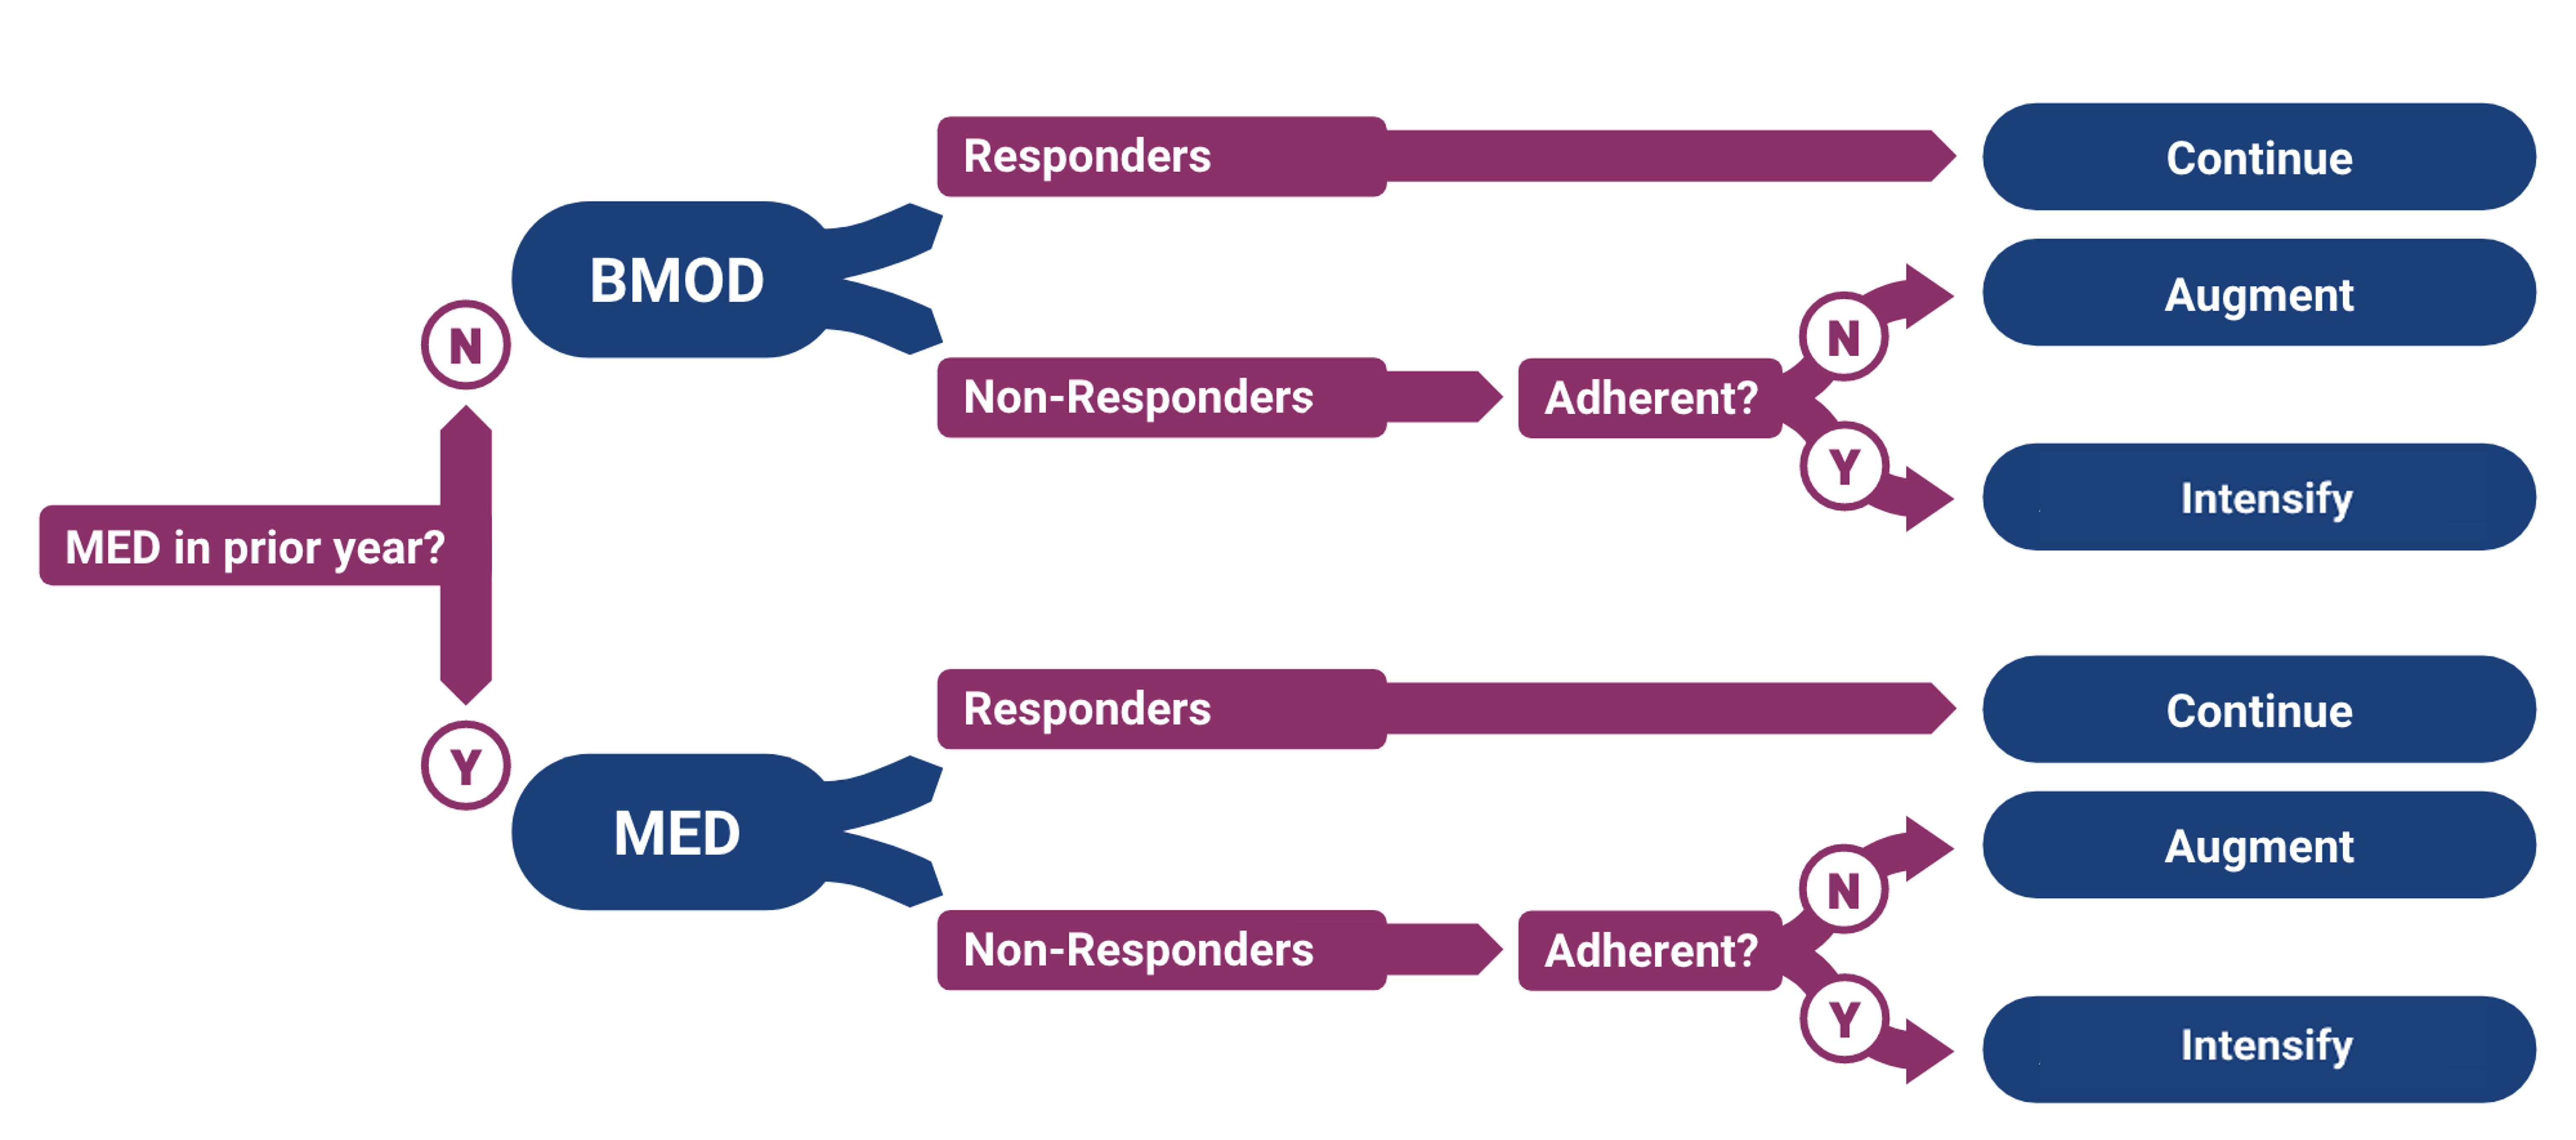 MED in prior year?
N
BMOD
Responders
Continue
Non-Responders
Adherent?
N
Augment
Y
Intensify
Y
MED
Responders
Continue
Non-Responders
Adherent?
N
Augment
Y
Intensify